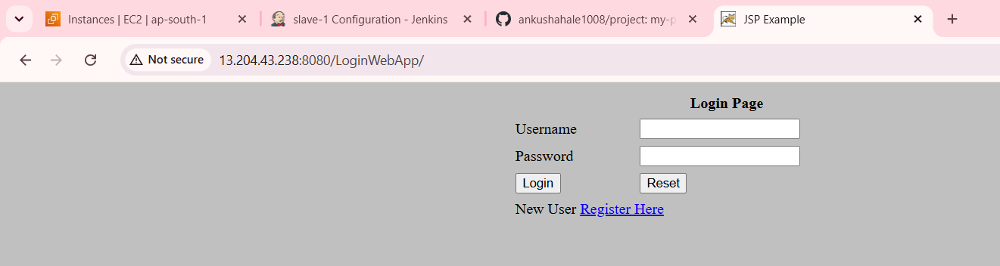 Instances | EC2 | ap-south-1
slave-1 Configuration - Jenkins
ankushahale1008/project: my-p
JSP Example
Not secure
13.204.43.238:8080/LoginWebApp/
Login Page
Username
Password
Login Reset
New User Register Here